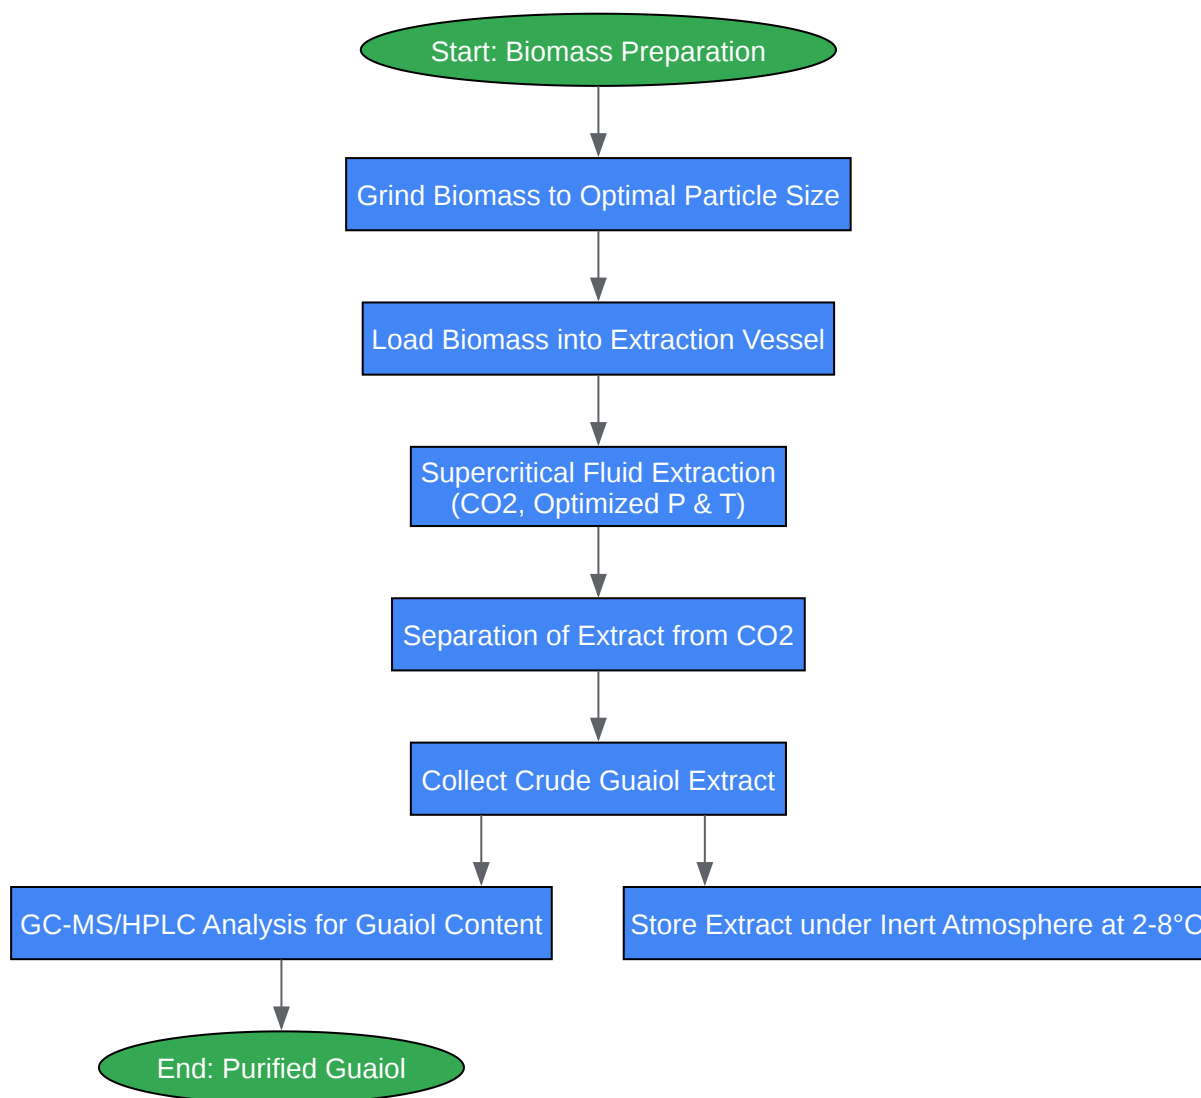 Start: Biomass Preparation
Grind Biomass to Optimal Particle Size
Load Biomass into Extraction Vessel
Supercritical Fluid Extraction
(CO2, Optimized P & T)
Separation of Extract from CO2
Collect Crude Guaiol Extract
GC-MS/HPLC Analysis for Guaiol Content
Store Extract under Inert Atmosphere at 2-8°C
End: Purified Guaiol